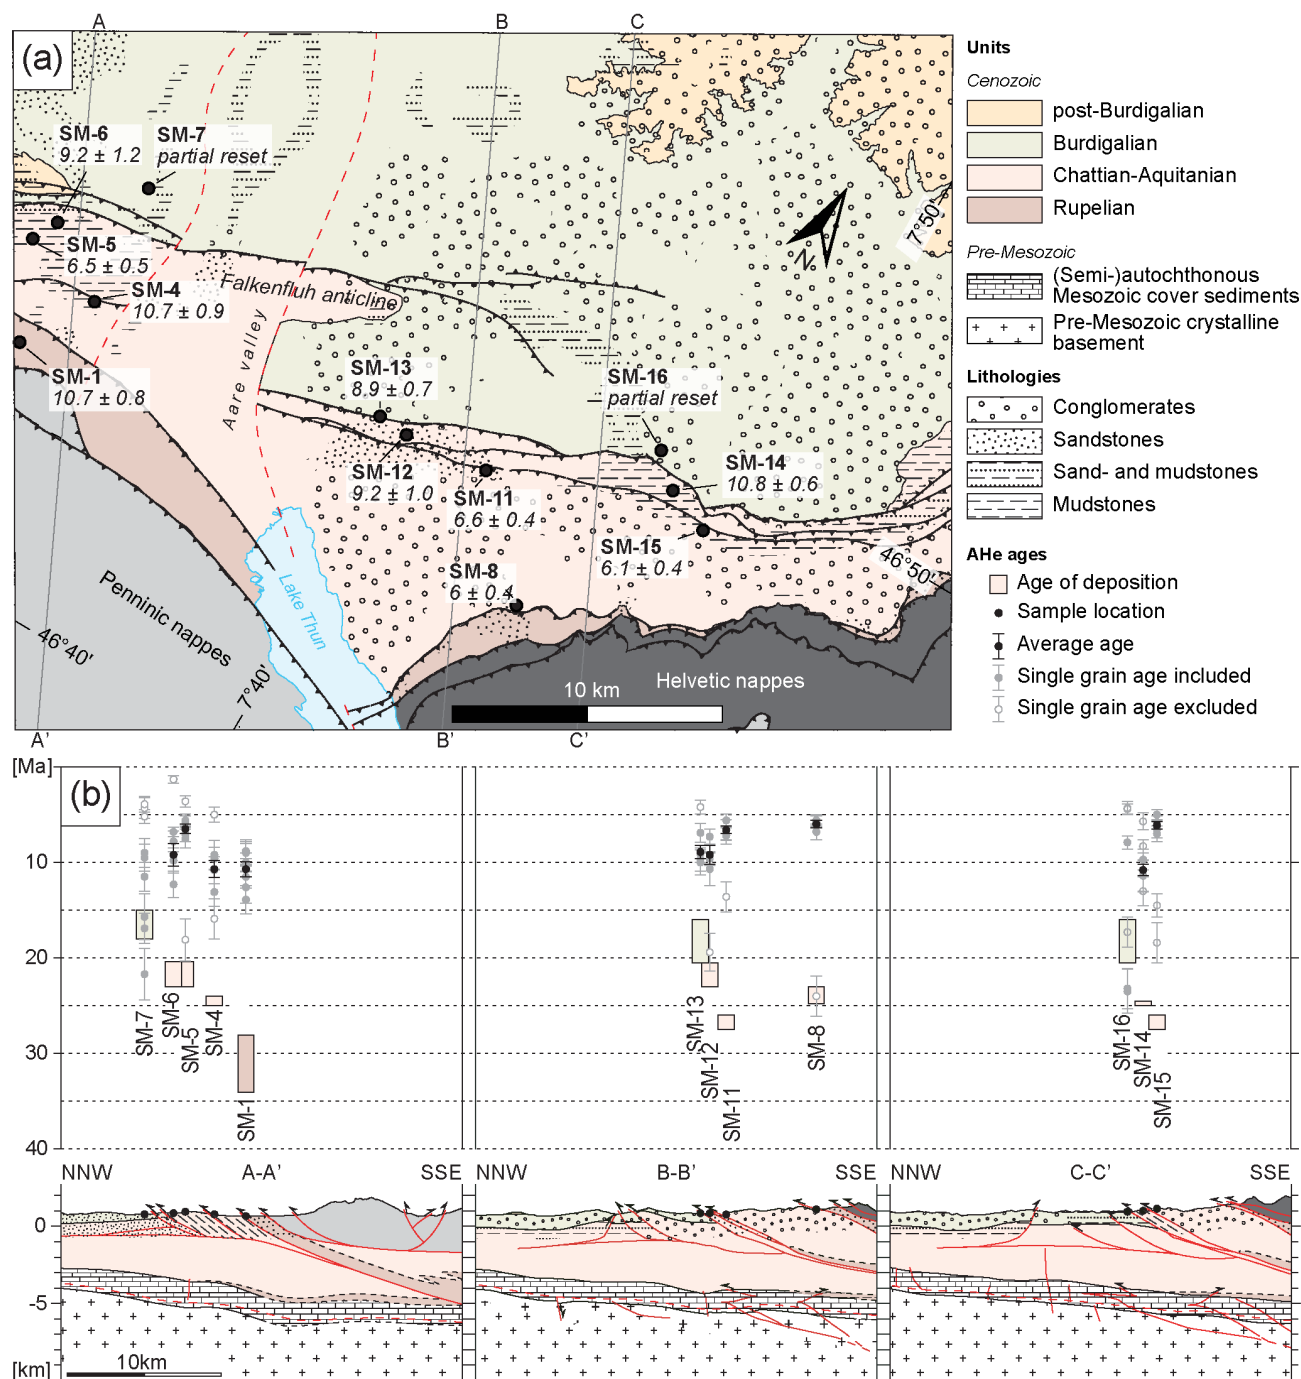 A
B
C
(a)
SM-6
9.2 ± 1.2
SM-7
partial reset
SM-5
6.5 ± 0.5
SM-4
10.7 ± 0.9
SM-1
10.7 ± 0.8
Falkenfluh anticline
Aare valley
SM-13
8.9 ± 0.7
SM-12
9.2 ± 1.0
SM-11
6.6 ± 0.4
SM-16
partial reset
SM-14
10.8 ± 0.6
SM-15
6.1 ± 0.4
SM-8
6 ± 0.4
N
7°50'
46°50'
46°40'
7°40'
Penninic nappes
Lake Thun
Helvetic nappes
10 km
A'
B'
C'
Units
Cenozoic
post-Burdigalian
Burdigalian
Chattian-Aquitanian
Rupelian
Pre-Mesozoic
(Semi-)autochthonous
Mesozoic cover sediments
Pre-Mesozoic crystalline
basement
Lithologies
Conglomerates
Sandstones
Sand- and mudstones
Mudstones
AHe ages
Age of deposition
Sample location
Average age
Single grain age included
Single grain age excluded
[Ma]
(b)
10
20
30
40
SM-7
SM-6
SM-5
SM-4
SM-1
SM-13
SM-12
SM-11
SM-8
SM-16
SM-14
SM-15
NNW
A-A'
SSE
NNW
B-B'
SSE
NNW
C-C'
SSE
0
-5
[km]
10km